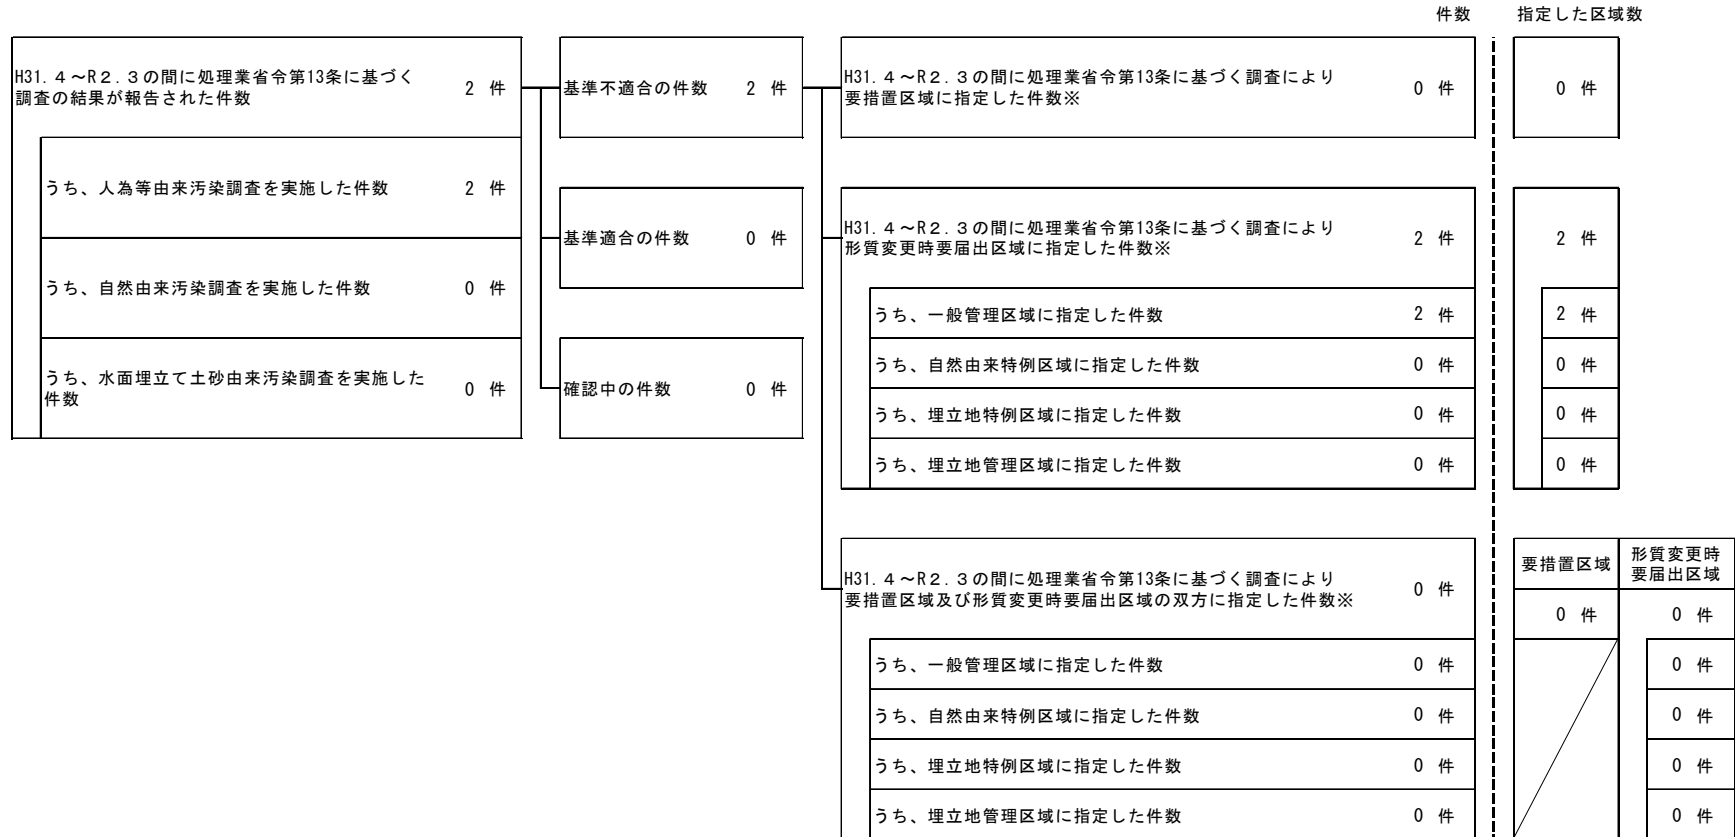 件数 指定した区域数
H31.４～R２.３の間に処理業省令第13条に基づく
調査の結果が報告された件数 2 件
うち、人為等由来汚染調査を実施した件数 2 件
うち、自然由来汚染調査を実施した件数 0 件
うち、水面埋立て土砂由来汚染調査を実施した
件数 0 件
基準不適合の件数 2 件
基準適合の件数 0 件
確認中の件数 0 件
H31.４～R２.３の間に処理業省令第13条に基づく調査により
要措置区域に指定した件数※ 0 件
0 件
H31.４～R２.３の間に処理業省令第13条に基づく調査により
形質変更時要届出区域に指定した件数※ 2 件
2 件
うち、一般管理区域に指定した件数 2 件
2 件
うち、自然由来特例区域に指定した件数 0 件
0 件
うち、埋立地特例区域に指定した件数 0 件
0 件
うち、埋立地管理区域に指定した件数 0 件
0 件
H31.４～R２.３の間に処理業省令第13条に基づく調査により
要措置区域及び形質変更時要届出区域の双方に指定した件数※ 0 件
要措置区域
形質変更時
要届出区域
0 件 0 件
うち、一般管理区域に指定した件数 0 件
0 件
うち、自然由来特例区域に指定した件数 0 件
0 件
うち、埋立地特例区域に指定した件数 0 件
0 件
うち、埋立地管理区域に指定した件数 0 件
0 件